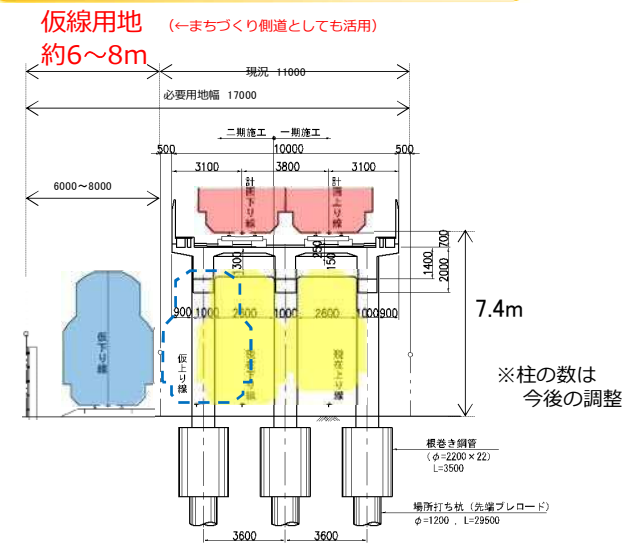 仮線用地 （←まちづくり側道としても活用）
約6～8m
現況 11000
必要用地幅 17000
二期施工 一期施工
500 10000 500
3100 3800 3100
6000～8000
計画下り線
計画上り線
700
250
300
150
1400
2000
7.4m
900 1000 2600 1000 2600 1000 900
仮下り線
仮上り線
現在下り線
現在上り線
※柱の数は
今後の調整
根巻き鋼管
（φ=2200×22）
L=3500
場所打ち杭（先端プレロード）
φ=1200 , L=29500
3600 3600